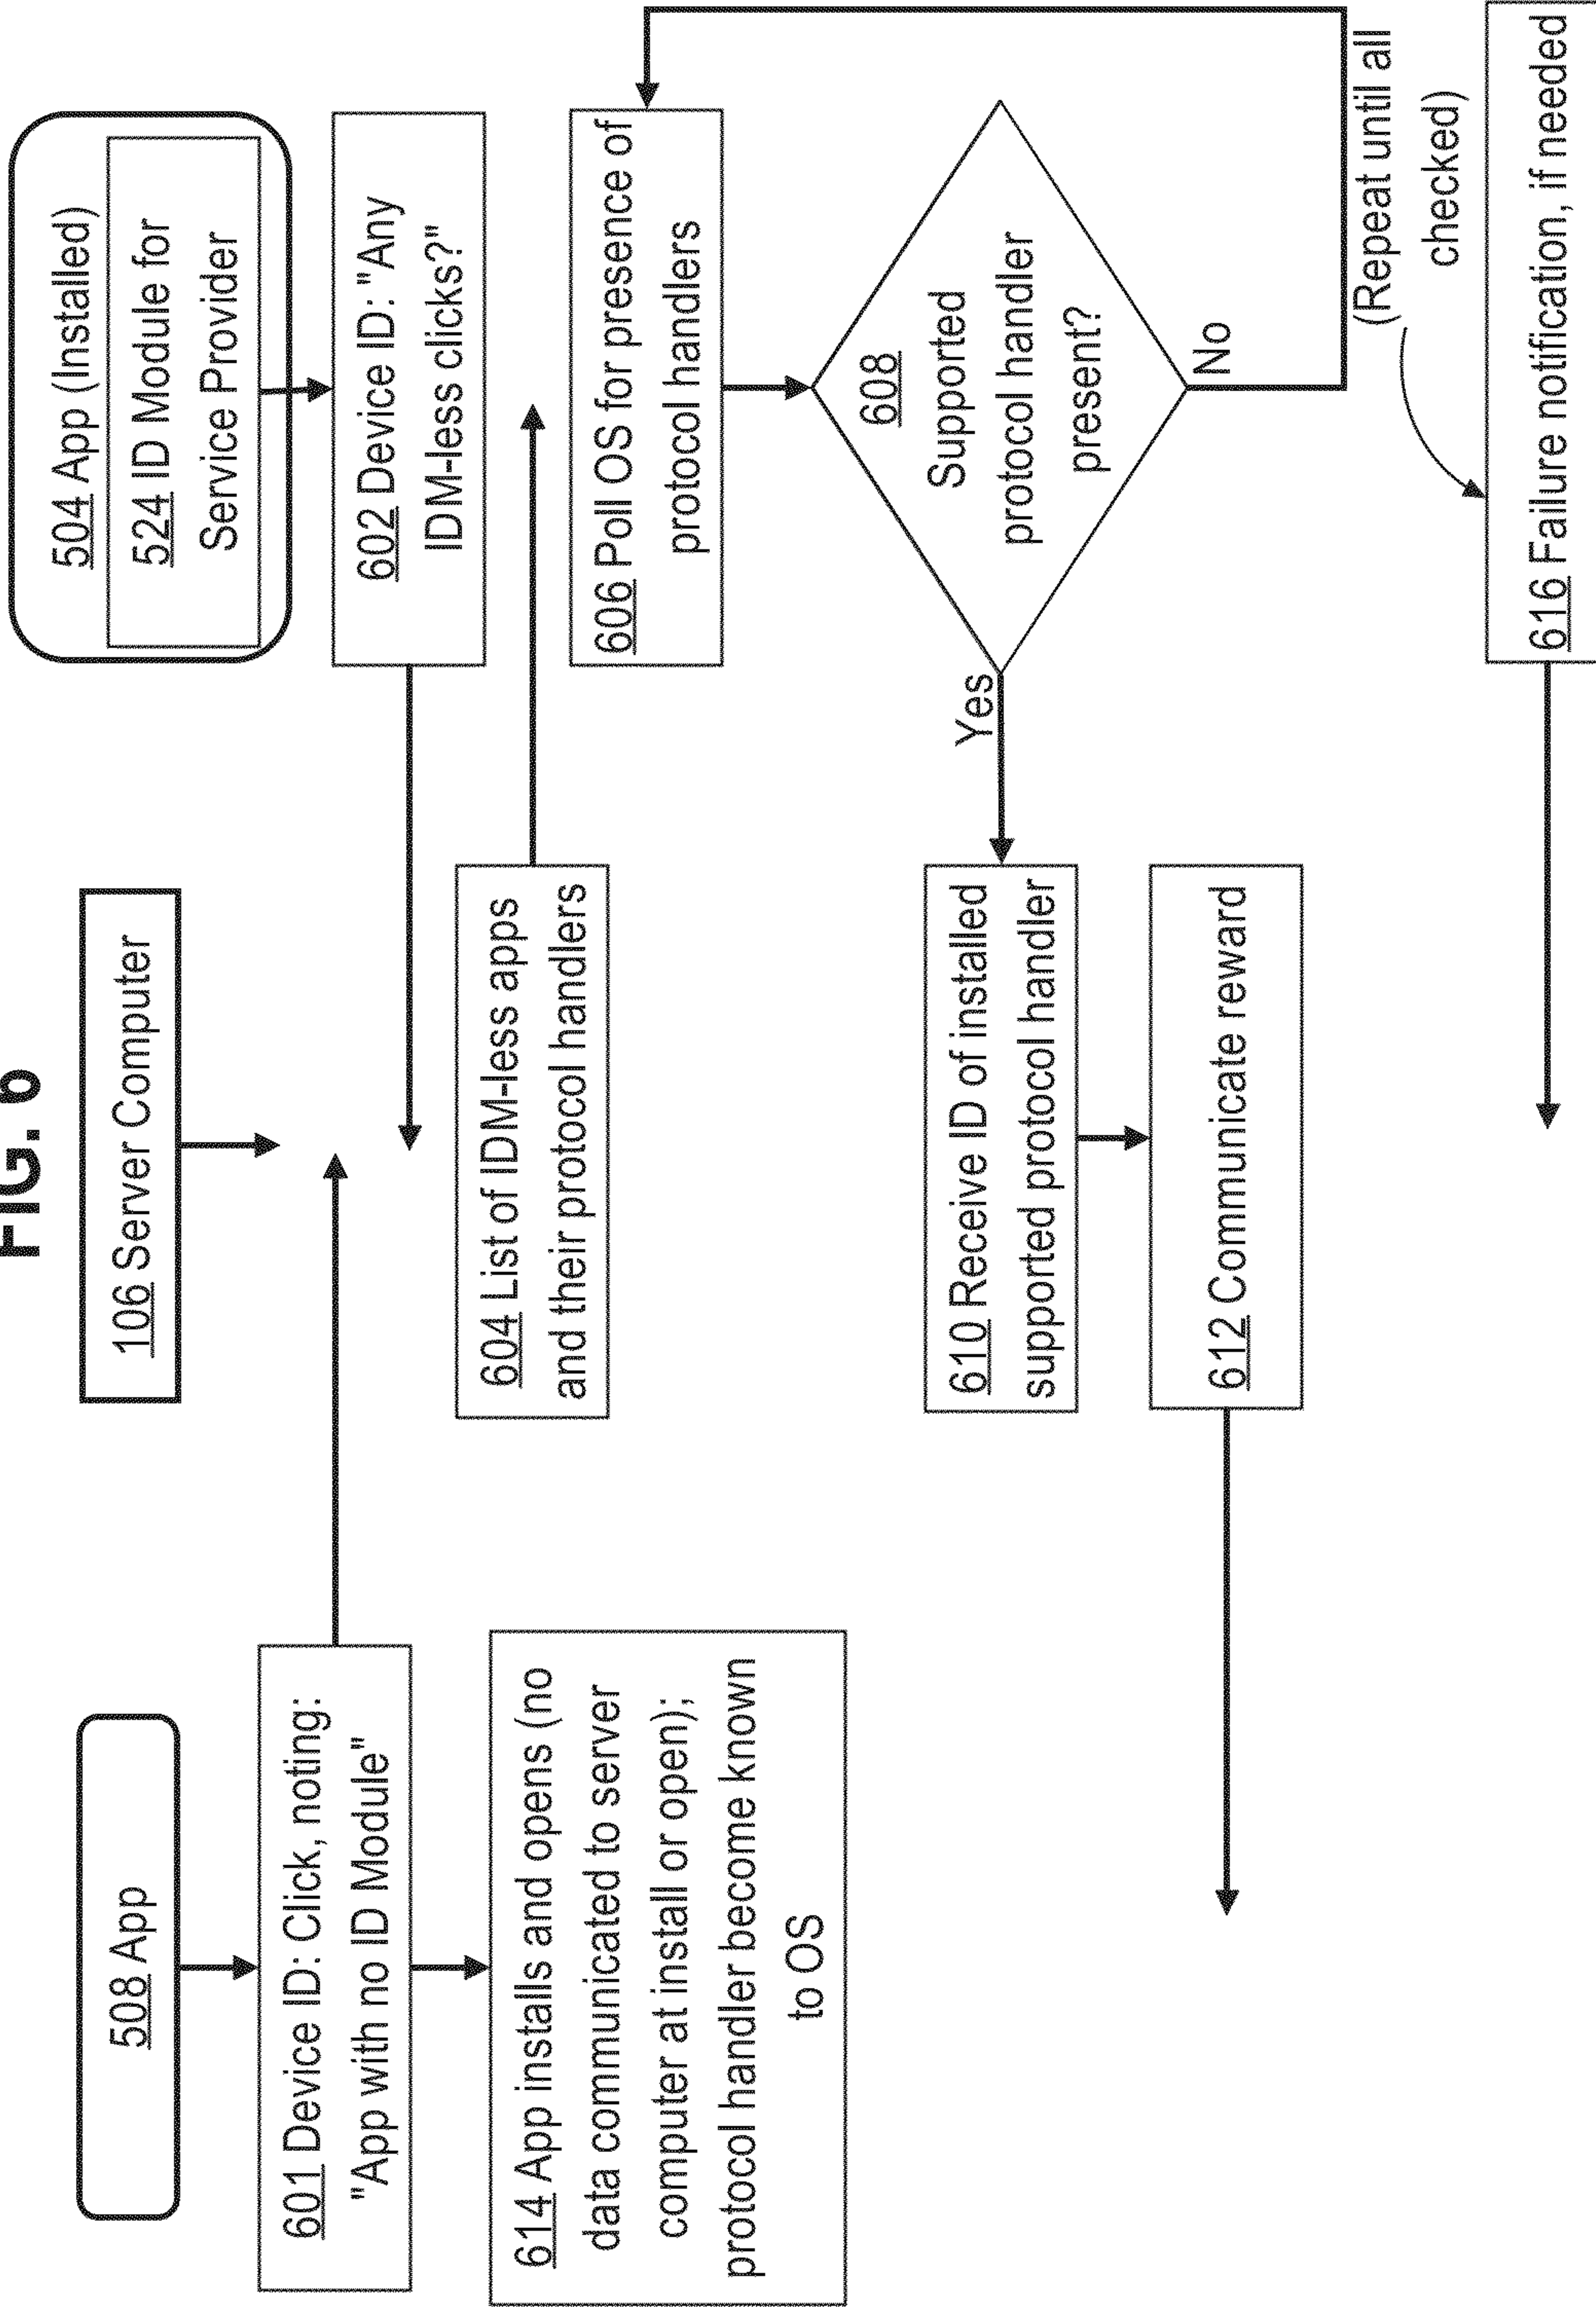 FIG. 6
508 App
106 Server Computer
504 App (Installed)
524 ID Module for
Service Provider
601 Device ID: Click, noting:
"App with no ID Module"
602 Device ID: "Any
IDM-less clicks?"
614 App installs and opens (no
data communicated to server
computer at install or open);
protocol handler become known
to OS
604 List of IDM-less apps
and their protocol handlers
606 Poll OS for presence of
protocol handlers
608
Supported
protocol handler
present?
Yes
No
610 Receive ID of installed
supported protocol handler
612 Communicate reward
(Repeat until all
checked)
616 Failure notification, if needed